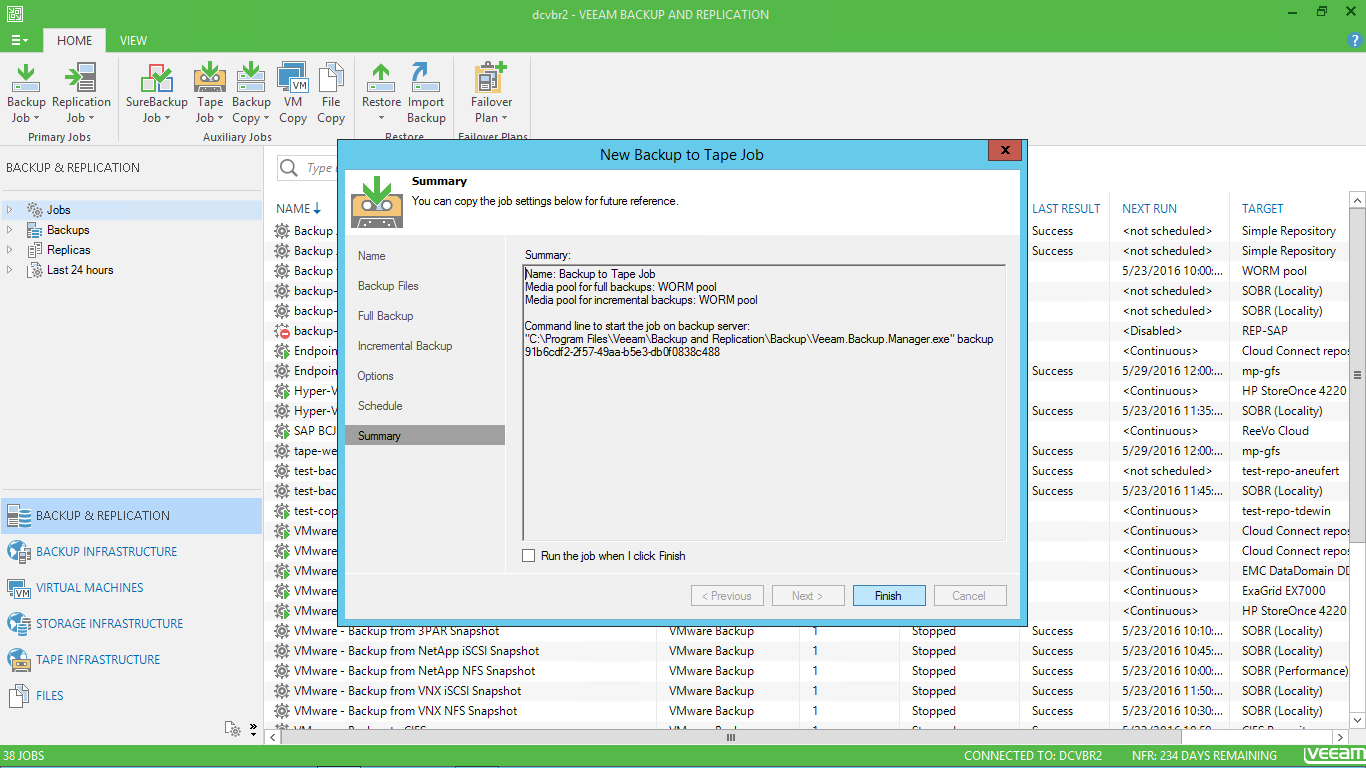 dcvbr2 - VEEAM BACKUP AND REPLICATION
HOME VIEW
Backup Job
Replication Job
Primary Jobs
SureBackup Job
Tape Job
Backup Copy
VM Copy
File Copy
Auxiliary Jobs
Restore
Import Backup
Restore
Failover Plan
Failover Plans
BACKUP & REPLICATION
Jobs
Backups
Replicas
Last 24 hours
BACKUP & REPLICATION
BACKUP INFRASTRUCTURE
VIRTUAL MACHINES
STORAGE INFRASTRUCTURE
TAPE INFRASTRUCTURE
FILES
New Backup to Tape Job
Summary
You can copy the job settings below for future reference.
Name
Backup Files
Full Backup
Incremental Backup
Options
Schedule
Summary
Summary:
Name: Backup to Tape Job
Media pool for full backups: WORM pool
Media pool for incremental backups: WORM pool
Command line to start the job on backup server:
"C:\Program Files\Veeam\Backup and Replication\Backup\Veeam.Backup.Manager.exe" backup
91b6cdf2-2f57-49aa-b5e3-db0f0838c488
Run the job when I click Finish
< Previous Next > Finish Cancel
Type
NAME LAST RESULT NEXT RUN TARGET
Backup Success <not scheduled> Simple Repository
Backup Success <not scheduled> Simple Repository
Backup 5/23/2016 10:00:... WORM pool
backup- <not scheduled> SOBR (Locality)
backup- <not scheduled> SOBR (Locality)
backup- <Disabled> REP-SAP
Endpoin <Continuous> Cloud Connect repos
Endpoin Success 5/29/2016 12:00:... mp-gfs
Hyper-V <Continuous> HP StoreOnce 4220
Hyper-V Success 5/23/2016 11:35:... SOBR (Locality)
SAP BCJ <Continuous> ReeVo Cloud
tape-we Success 5/29/2016 12:00:... mp-gfs
test-bac Success <not scheduled> test-repo-aneufert
test-bac Success 5/23/2016 11:45:... SOBR (Locality)
test-cop <Continuous> test-repo-tdewin
VMware <Continuous> Cloud Connect repos
VMware <Continuous> Cloud Connect repos
VMware <Continuous> EMC DataDomain DD
VMware <Continuous> ExaGrid EX7000
VMware <Continuous> HP StoreOnce 4220
VMware - Backup from 3PAR Snapshot VMware Backup 1 Stopped Success 5/23/2016 10:10:... SOBR (Locality)
VMware - Backup from NetApp iSCSI Snapshot VMware Backup 1 Stopped Success 5/23/2016 10:45:... SOBR (Locality)
VMware - Backup from NetApp NFS Snapshot VMware Backup 1 Stopped Success 5/23/2016 10:00:... SOBR (Performance)
VMware - Backup from VNX iSCSI Snapshot VMware Backup 1 Stopped Success 5/23/2016 11:50:... SOBR (Locality)
VMware - Backup from VNX NFS Snapshot VMware Backup 1 Stopped Success 5/23/2016 10:30:... SOBR (Locality)
38 JOBS CONNECTED TO: DCVBR2 NFR: 234 DAYS REMAINING veeam